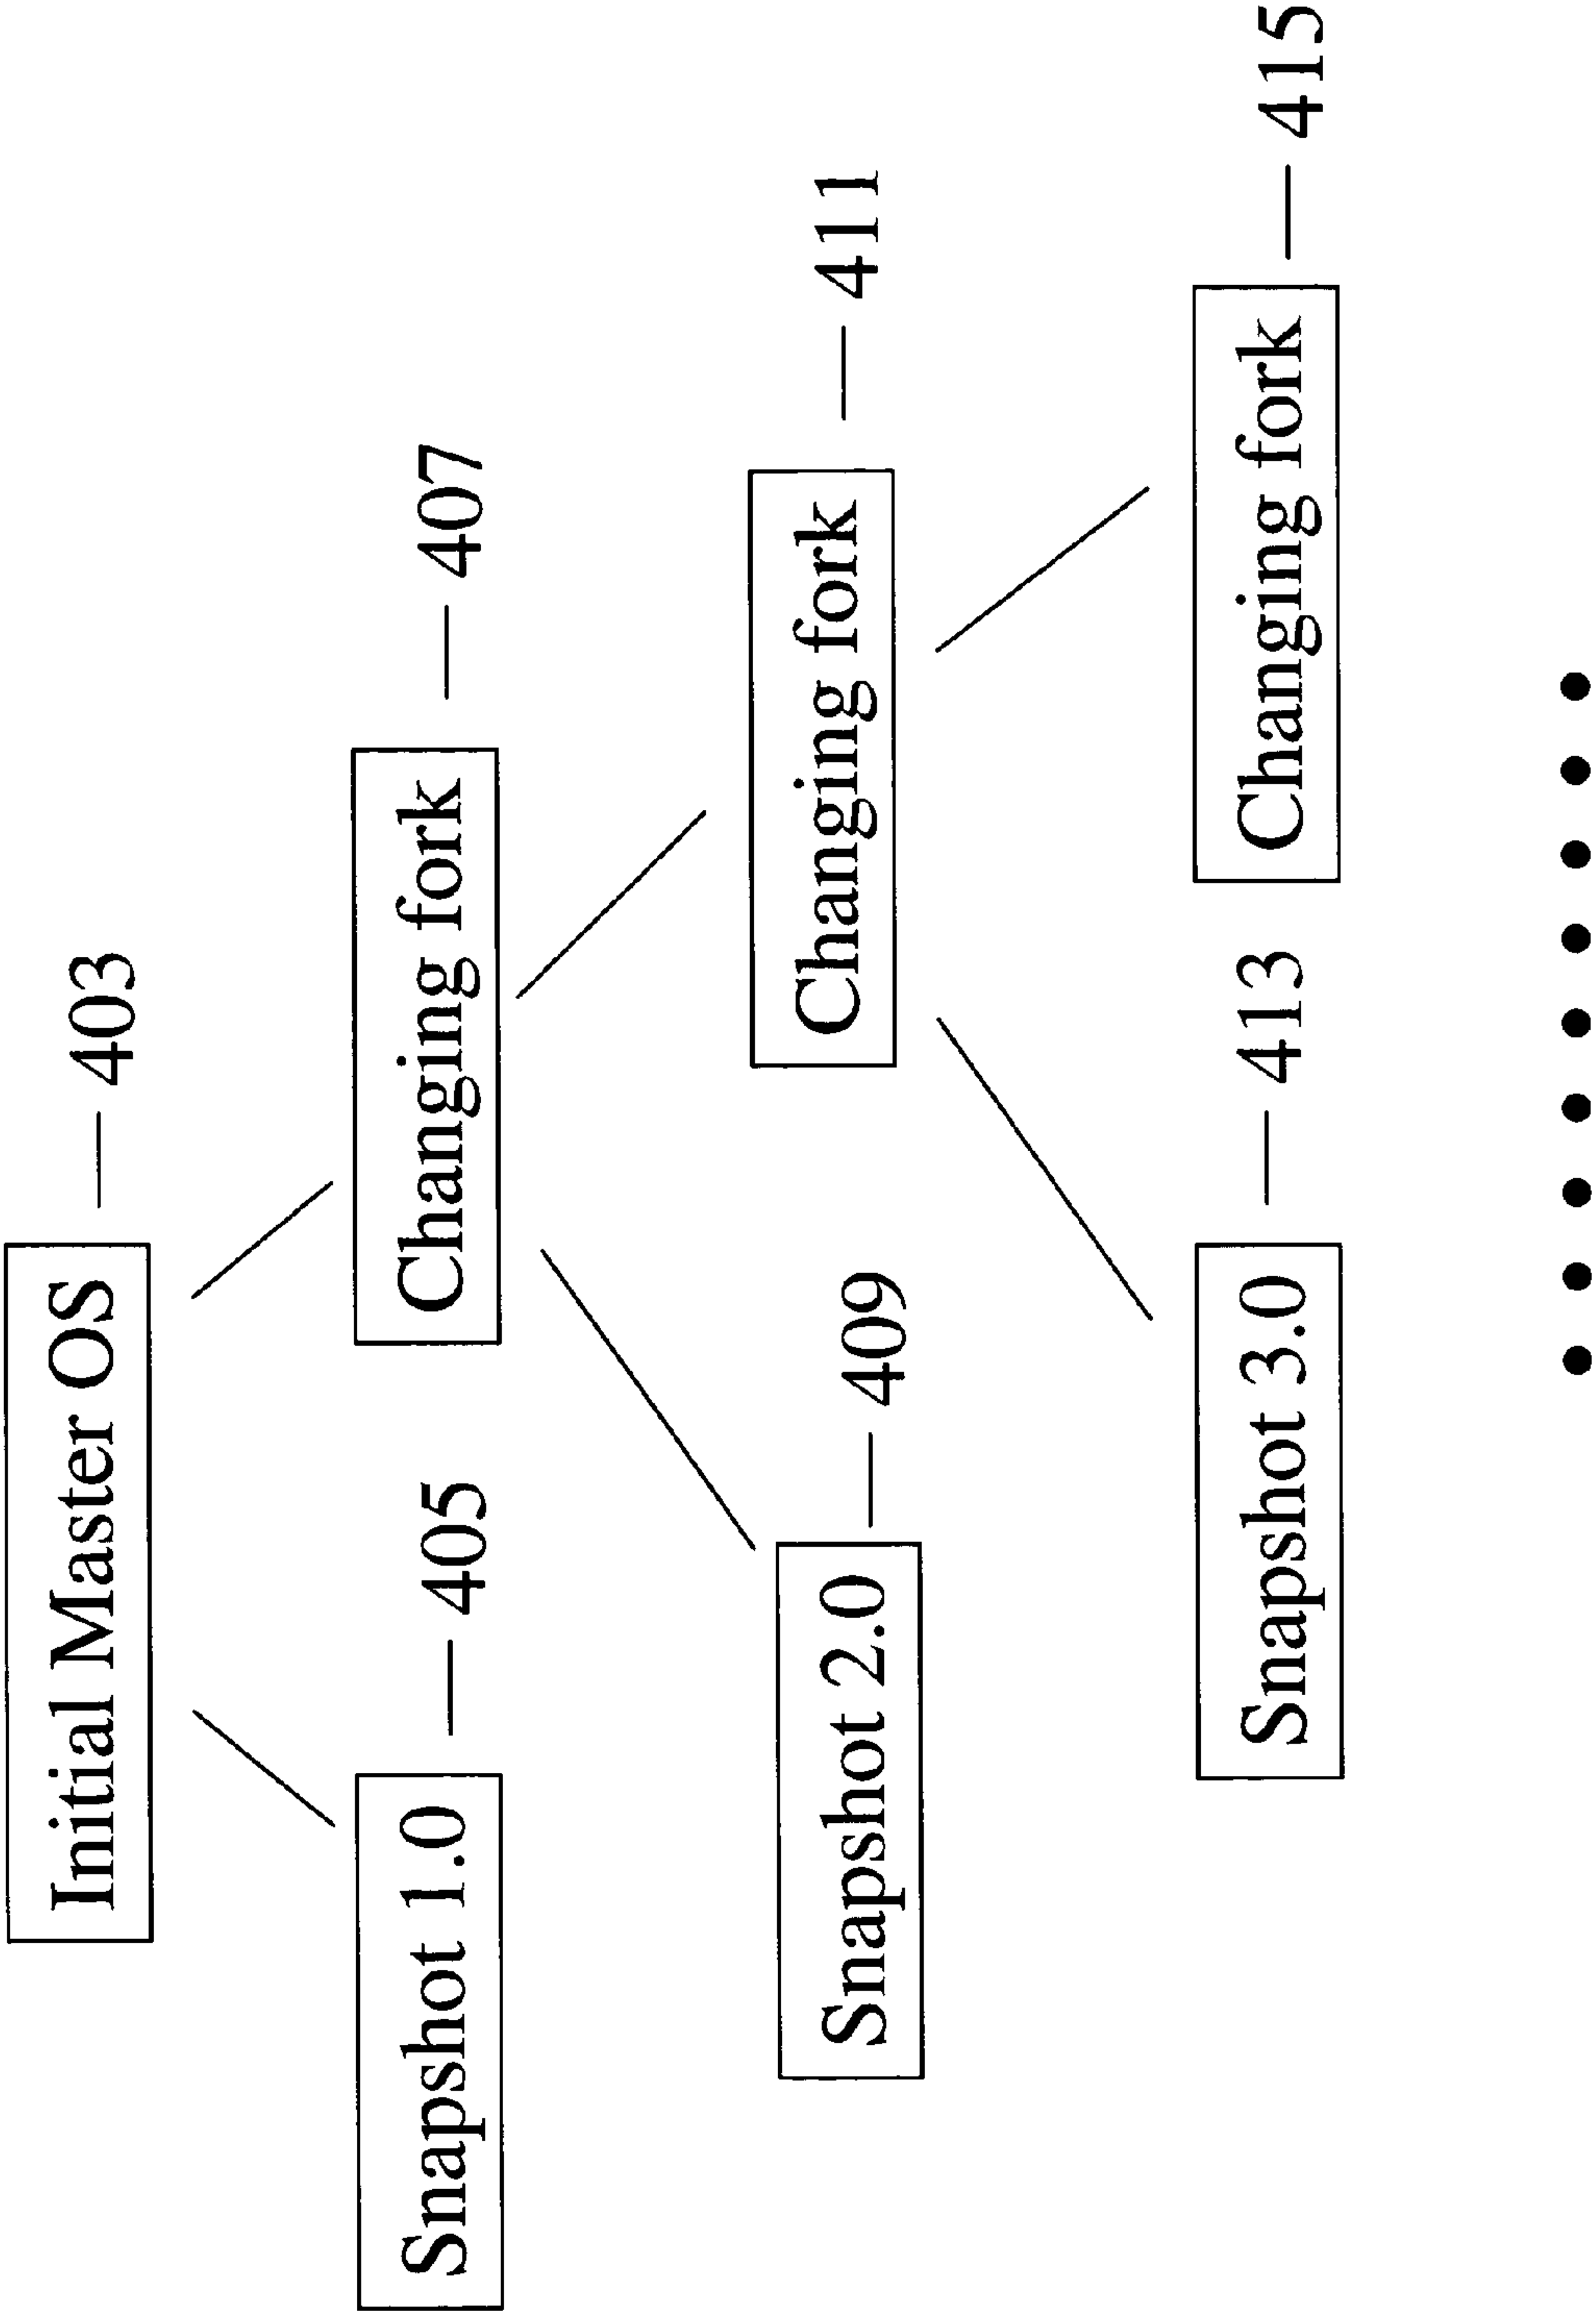 Initial Master OS — 403
Snapshot 1.0 — 405
Changing fork — 407
Snapshot 2.0 — 409
Changing fork — 411
Snapshot 3.0 — 413
Changing fork — 415